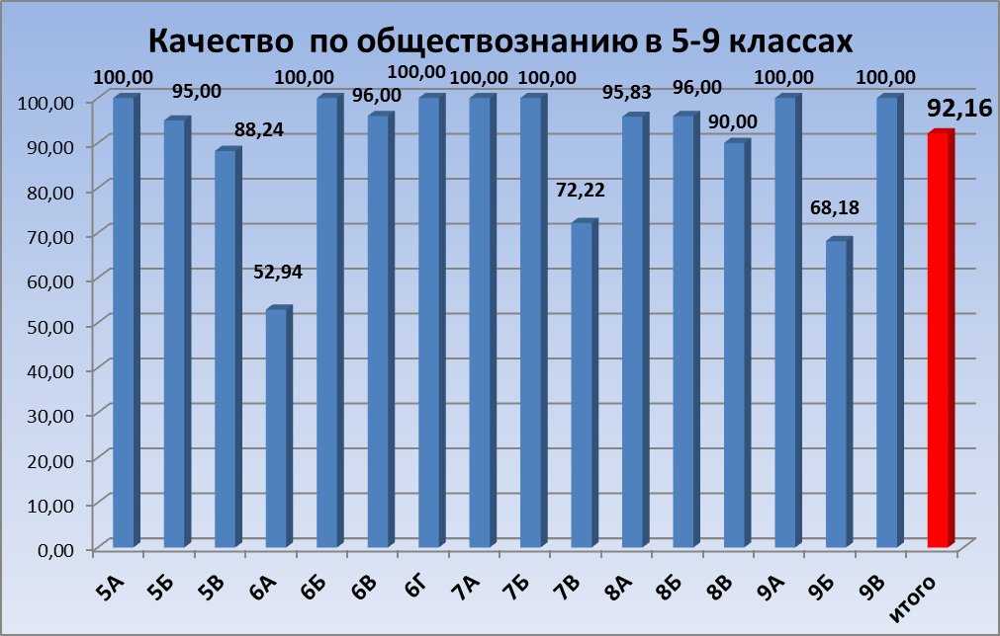 Качество по обществознанию в 5-9 классах
100,00
95,00
88,24
52,94
100,00
96,00
100,00
100,00
100,00
72,22
95,83
96,00
90,00
100,00
68,18
100,00
92,16
100,00
90,00
80,00
70,00
60,00
50,00
40,00
30,00
20,00
10,00
0,00
5А
5Б
5В
6А
6Б
6В
6Г
7А
7Б
7В
8А
8Б
8В
9А
9Б
9В
итого